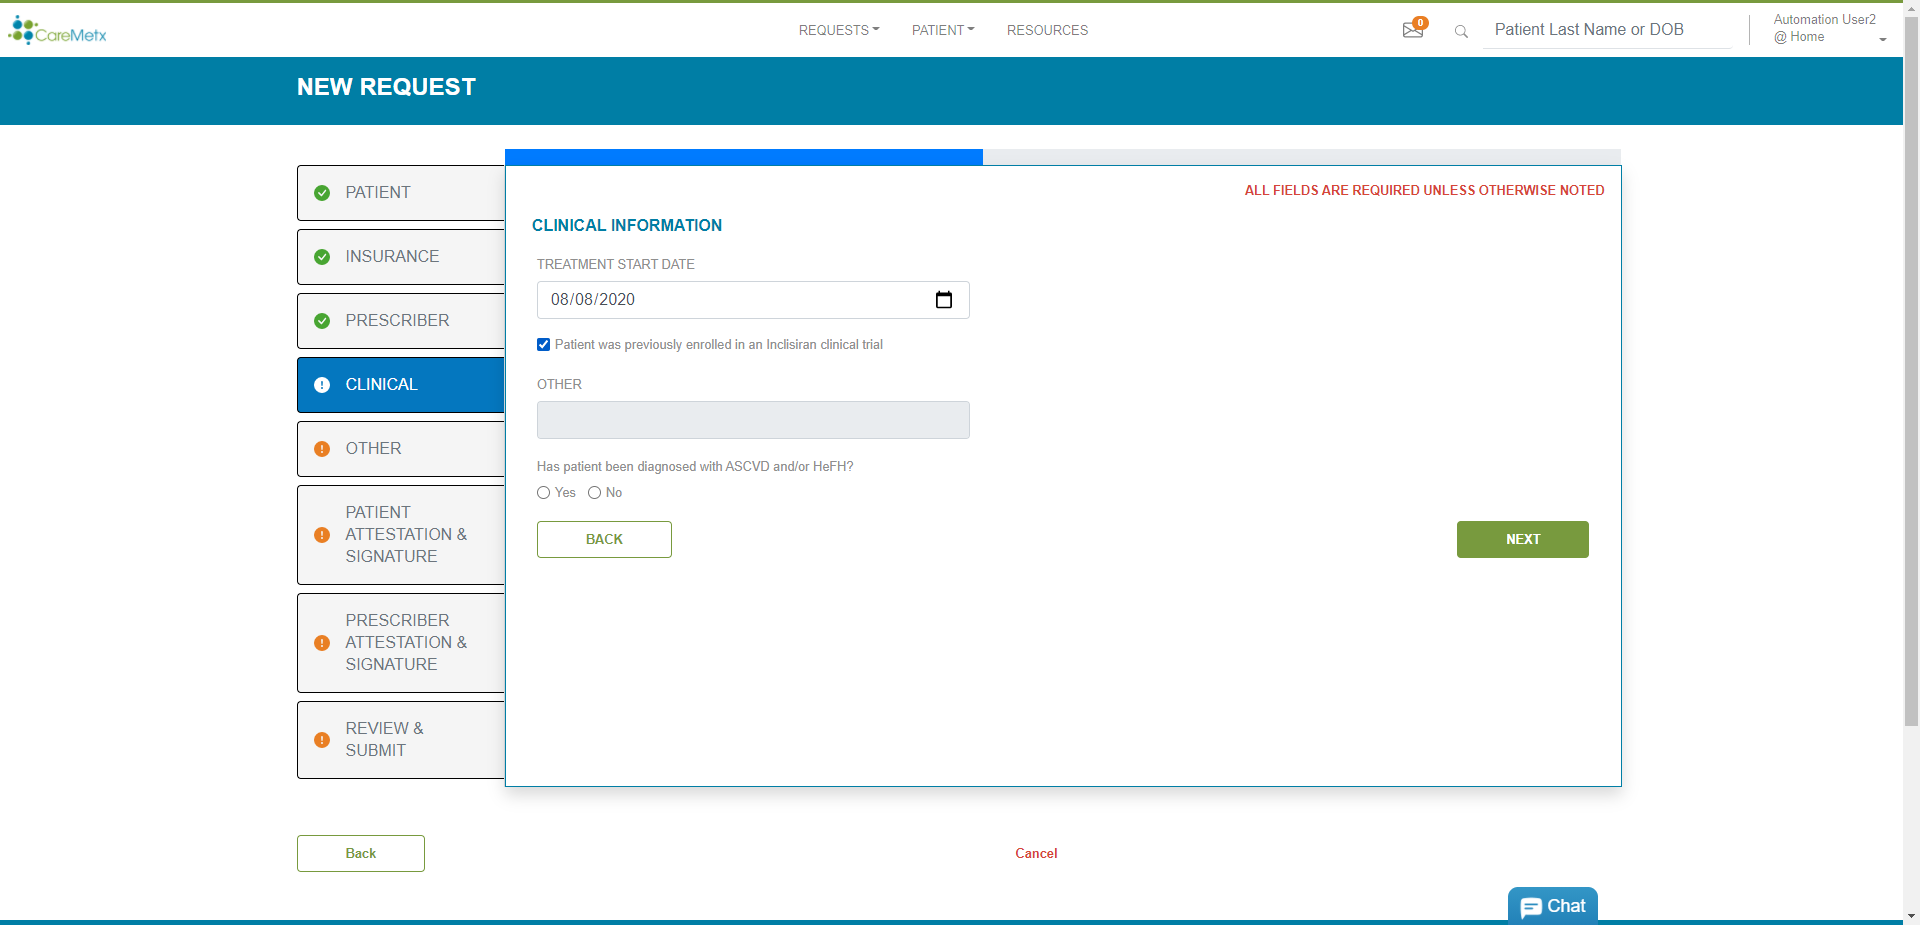 CareMetx
REQUESTS
PATIENT
RESOURCES
0
Patient Last Name or DOB
Automation User2
@ Home
NEW REQUEST
PATIENT
INSURANCE
PRESCRIBER
CLINICAL
OTHER
PATIENT
ATTESTATION &
SIGNATURE
PRESCRIBER
ATTESTATION &
SIGNATURE
REVIEW &
SUBMIT
ALL FIELDS ARE REQUIRED UNLESS OTHERWISE NOTED
CLINICAL INFORMATION
TREATMENT START DATE
08/08/2020
Patient was previously enrolled in an Inclisiran clinical trial
OTHER
Has patient been diagnosed with ASCVD and/or HeFH?
Yes No
BACK
NEXT
Back
Cancel
Chat